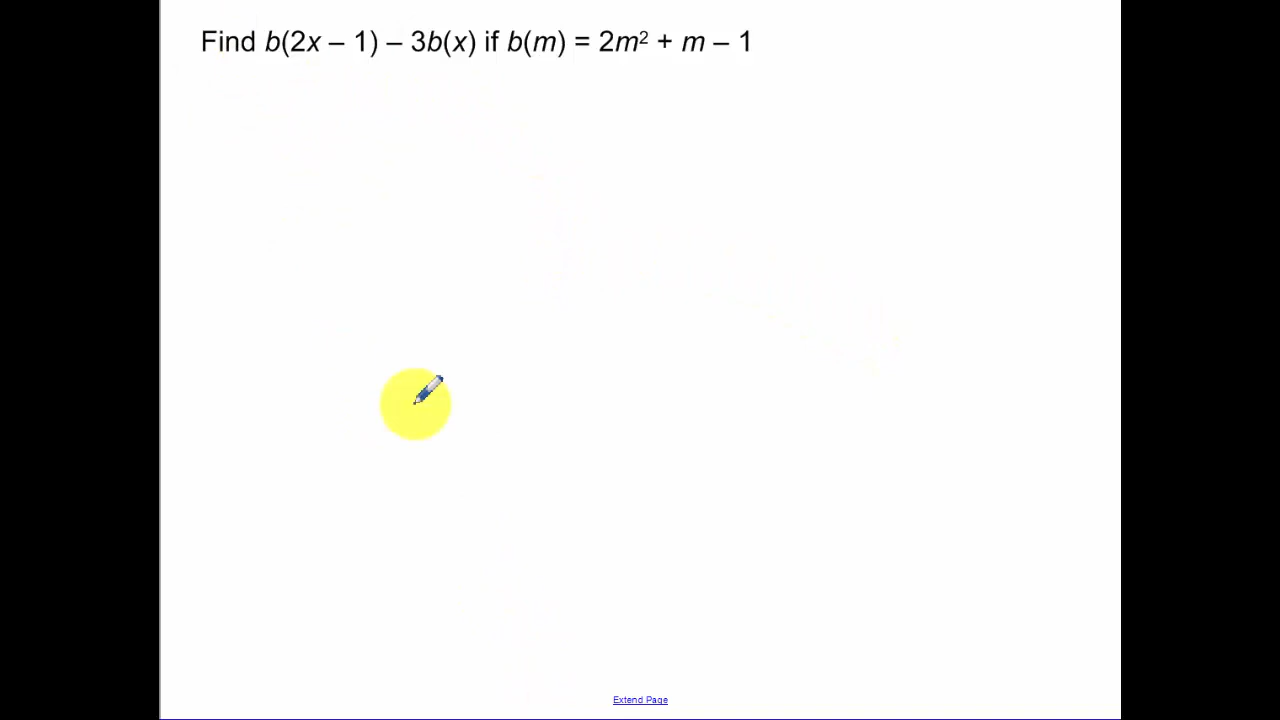 Find b(2x – 1) – 3b(x) if b(m) = 2m² + m – 1
Extend Page